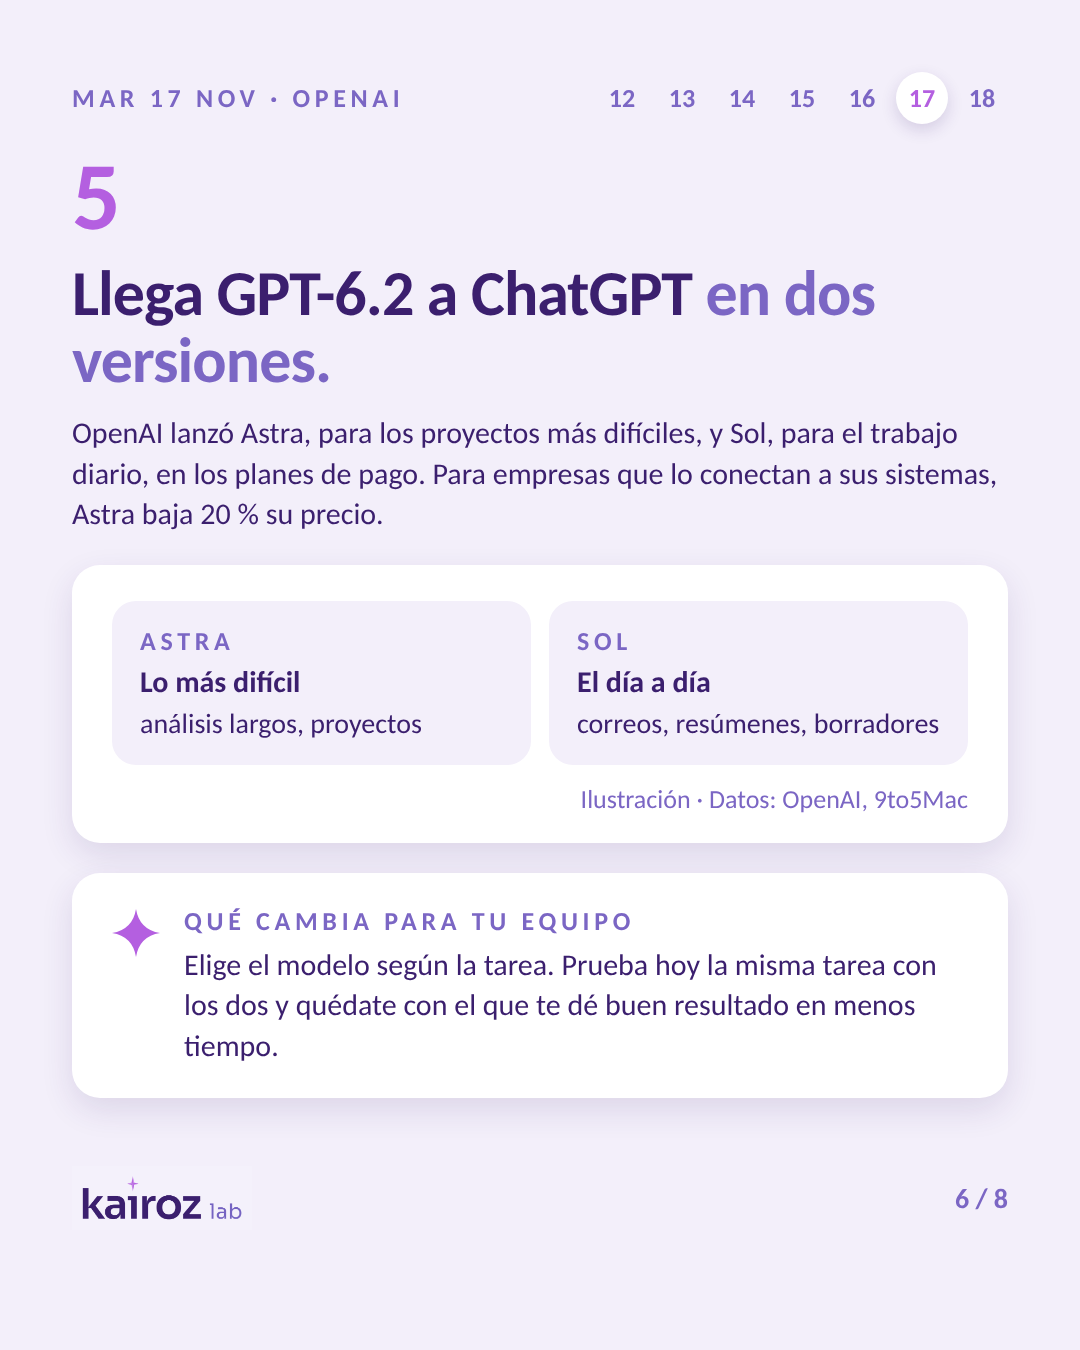 MAR 17 NOV · OPENAI
12 13 14 15 16 17 18
5
Llega GPT-6.2 a ChatGPT en dos
versiones.
OpenAI lanzó Astra, para los proyectos más difíciles, y Sol, para el trabajo
diario, en los planes de pago. Para empresas que lo conectan a sus sistemas,
Astra baja 20 % su precio.
ASTRA
Lo más difícil
análisis largos, proyectos
SOL
El día a día
correos, resúmenes, borradores
Ilustración · Datos: OpenAI, 9to5Mac
QUÉ CAMBIA PARA TU EQUIPO
Elige el modelo según la tarea. Prueba hoy la misma tarea con
los dos y quédate con el que te dé buen resultado en menos
tiempo.
kairoz lab
6 / 8